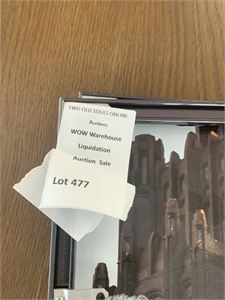 TWO OLD SOULS ONLINE
Auctions
WOW Warehouse
Liquidation
Auction Sale
Lot 477